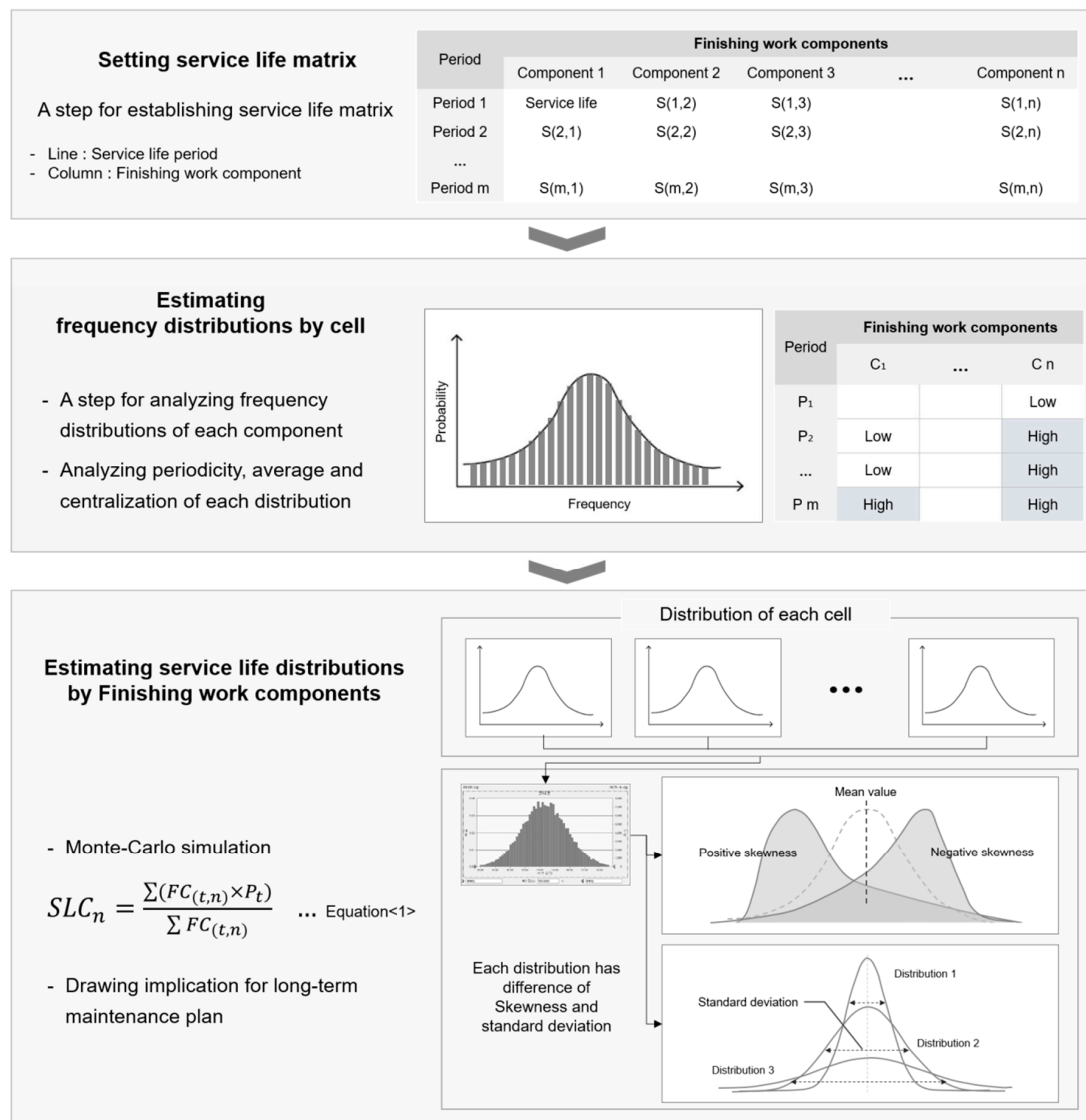 Setting service life matrix
A step for establishing service life matrix
- Line : Service life period
- Column : Finishing work component
Period
Finishing work components
Component 1 Component 2 Component 3 ... Component n
Period 1 Service life S(1,2) S(1,3) S(1,n)
Period 2 S(2,1) S(2,2) S(2,3) S(2,n)
...
Period m S(m,1) S(m,2) S(m,3) S(m,n)
Estimating
frequency distributions by cell
- A step for analyzing frequency
distributions of each component
- Analyzing periodicity, average and
centralization of each distribution
Probability
Frequency
Period
Finishing work components
C₁ ... C n
P₁ Low
P₂ Low High
... Low High
P m High High
Estimating service life distributions
by Finishing work components
- Monte-Carlo simulation
SLCₙ = ∑(FC₍ₜ,ₙ₎×Pₜ) / ∑ FC₍ₜ,ₙ₎ ... Equation<1>
- Drawing implication for long-term
maintenance plan
Distribution of each cell
•••
Mean value
Positive skewness
Negative skewness
Each distribution has
difference of
Skewness and
standard deviation
Distribution 1
Standard deviation
Distribution 2
Distribution 3